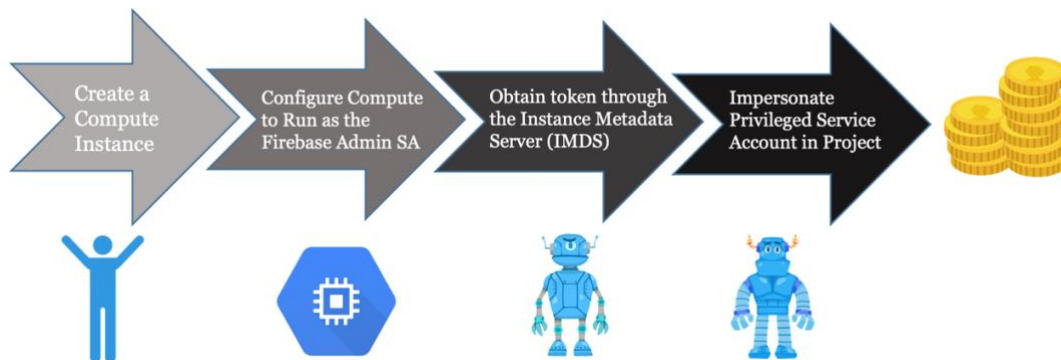 Create a
Compute
Instance
Configure Compute
to Run as the
Firebase Admin SA
Obtain token through
the Instance Metadata
Server (IMDS)
Impersonate
Privileged Service
Account in Project